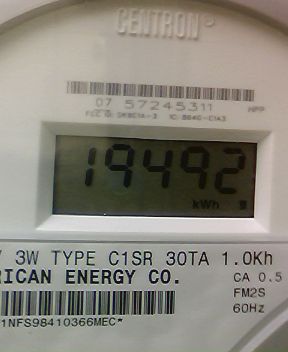 CENTRON®
07 57245311 HPP
19492
kWh
3W TYPE C1SR 30TA 1.0Kh
RICAN ENERGY CO. CA 0.5
FM2S
60Hz
1NFS98410366MEC*